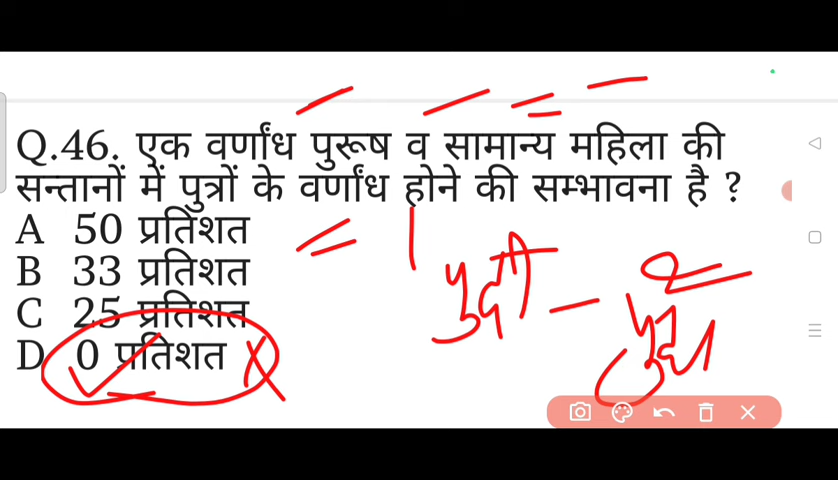 Q.46. एक वर्णांध पुरूष व सामान्य महिला की
सन्तानों में पुत्रों के वर्णांध होने की सम्भावना है ?
A 50 प्रतिशत
B 33 प्रतिशत
C 25 प्रतिशत
D 0 प्रतिशत